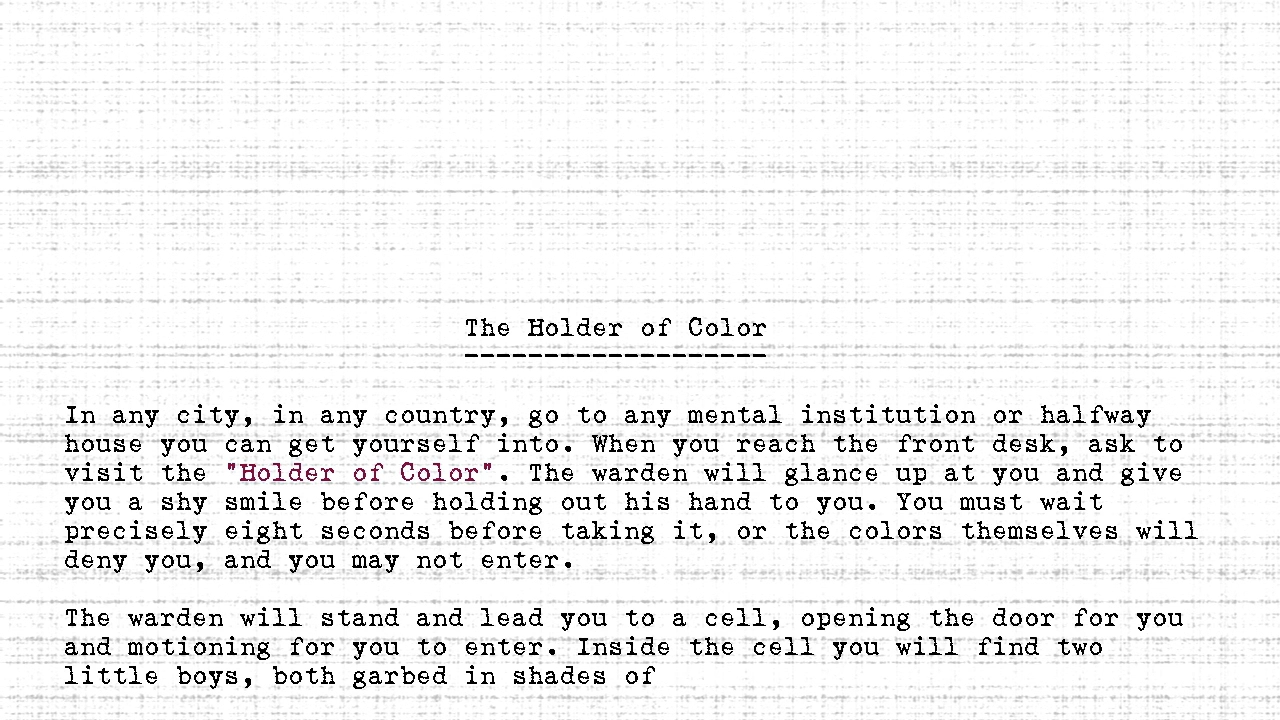 The Holder of Color
-------------------
In any city, in any country, go to any mental institution or halfway
house you can get yourself into. When you reach the front desk, ask to
visit the "Holder of Color". The warden will glance up at you and give
you a shy smile before holding out his hand to you. You must wait
precisely eight seconds before taking it, or the colors themselves will
deny you, and you may not enter.
The warden will stand and lead you to a cell, opening the door for you
and motioning for you to enter. Inside the cell you will find two
little boys, both garbed in shades of